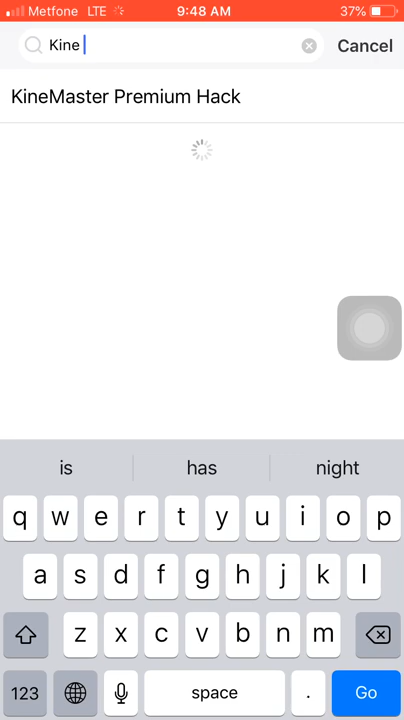 Metfone LTE 9:48 AM 37%
Kine Cancel
KineMaster Premium Hack
is has night
q w e r t y u i o p
a s d f g h j k l
z x c v b n m
123 space . Go